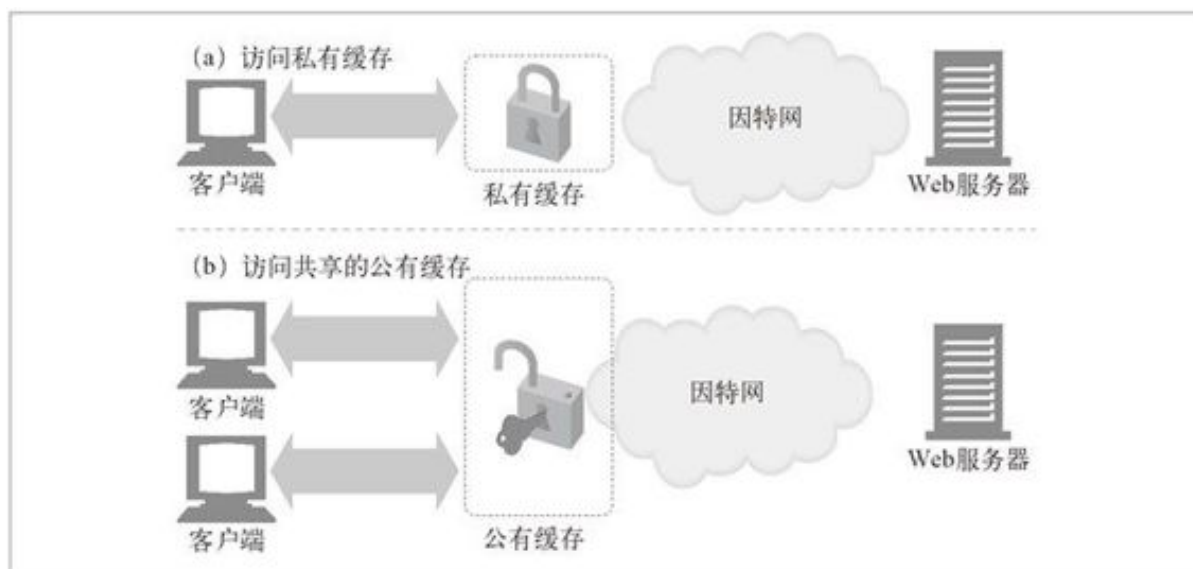 (a) 访问私有缓存
因特网
客户端
私有缓存
Web服务器
(b) 访问共享的公有缓存
客户端
因特网
Web服务器
客户端
公有缓存